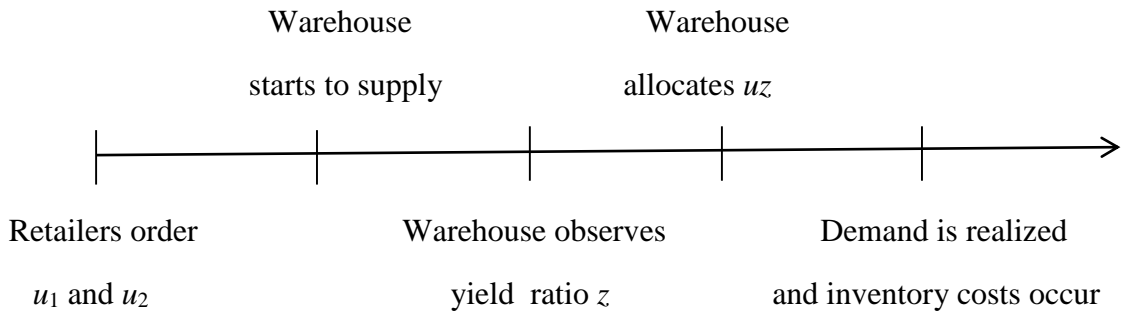 Warehouse
starts to supply
Warehouse
allocates uz
Retailers order
u1 and u2
Warehouse observes
yield ratio z
Demand is realized
and inventory costs occur